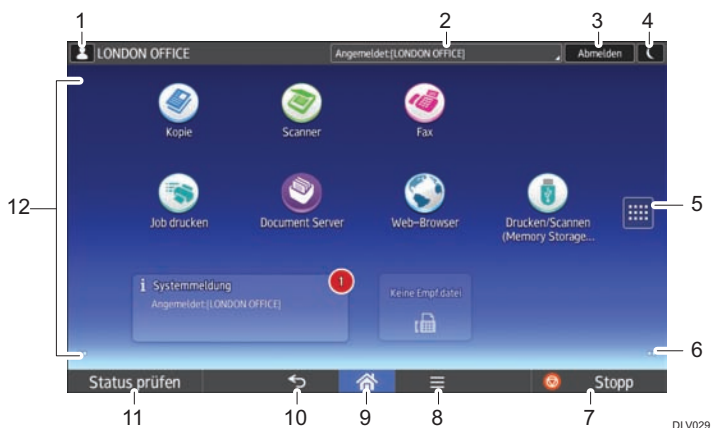 1
2
3
4
LONDON OFFICE
Angemeldet:[LONDON OFFICE]
Abmelden
Kopie
Scanner
Fax
12
5
Job drucken
Document Server
Web-Browser
Drucken/Scannen
(Memory Storage...
i Systemmeldung
1
Angemeldet:[LONDON OFFICE]
Keine Empf datei
6
Status prüfen
Stopp
11
10
9
8
7
DLV029